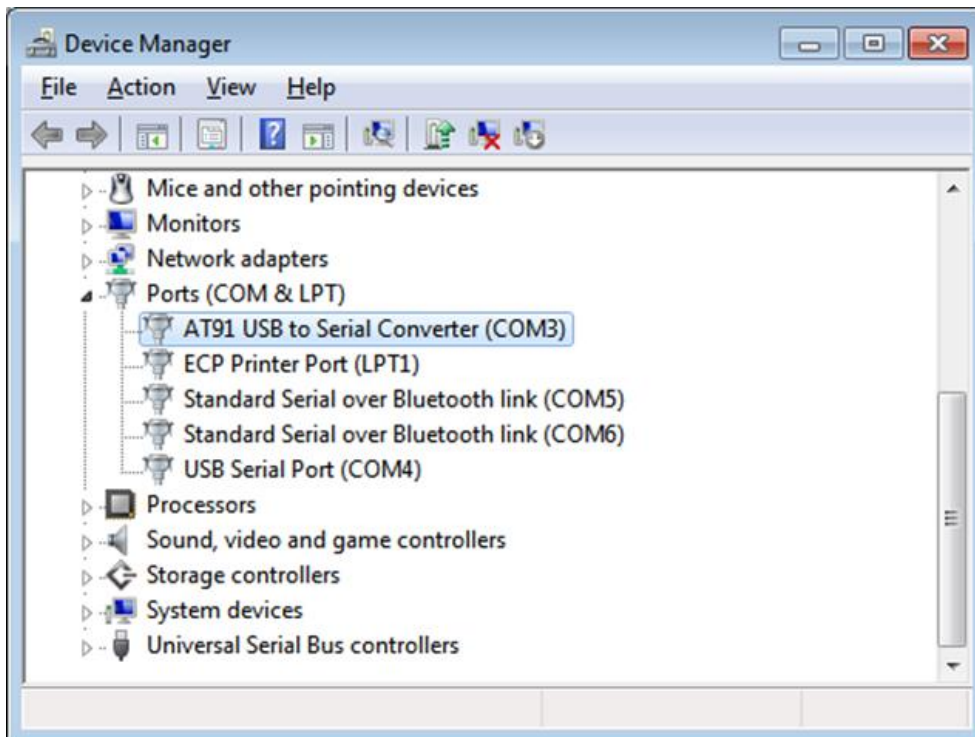 Device Manager
File Action View Help
Mice and other pointing devices
Monitors
Network adapters
Ports (COM & LPT)
AT91 USB to Serial Converter (COM3)
ECP Printer Port (LPT1)
Standard Serial over Bluetooth link (COM5)
Standard Serial over Bluetooth link (COM6)
USB Serial Port (COM4)
Processors
Sound, video and game controllers
Storage controllers
System devices
Universal Serial Bus controllers